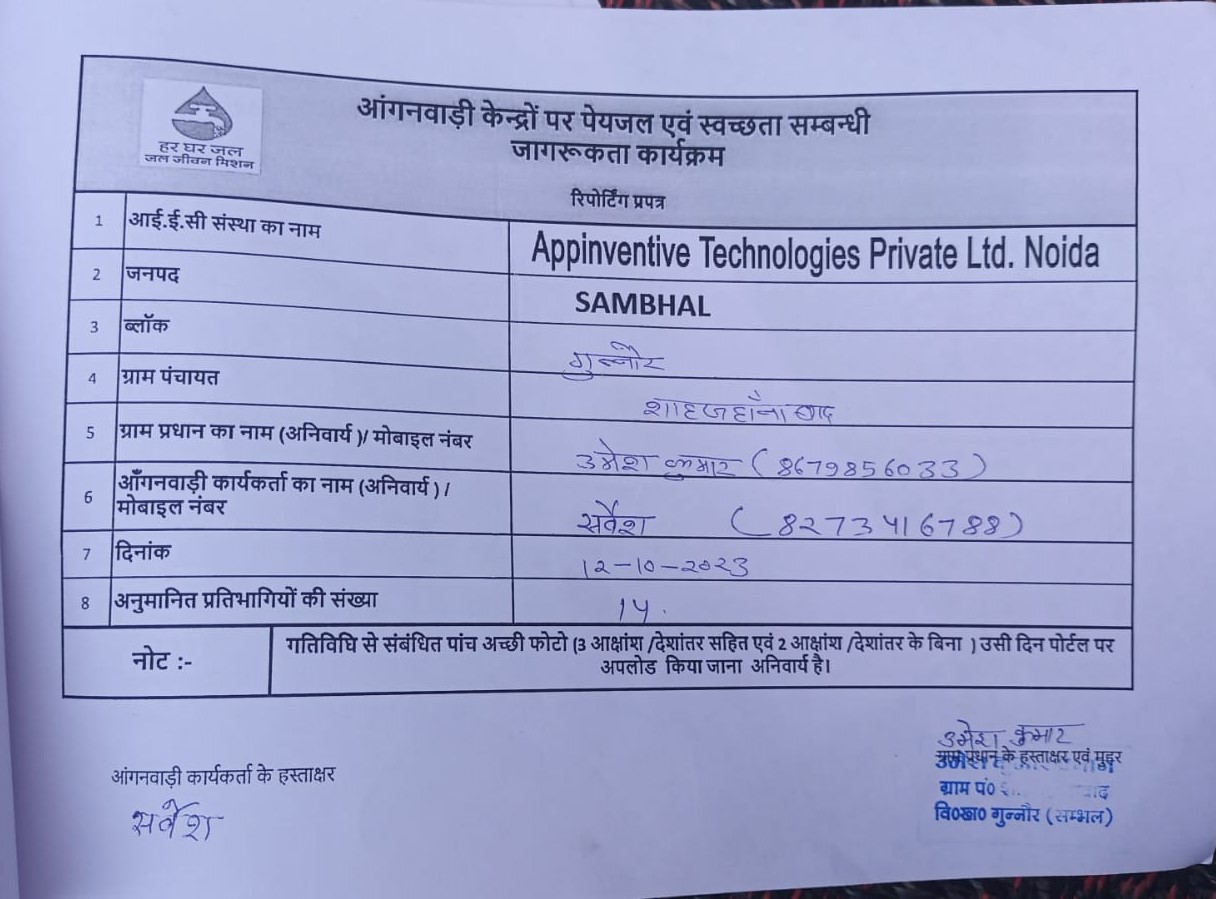 हर घर जल
जल जीवन मिशन
आंगनवाड़ी केन्द्रों पर पेयजल एवं स्वच्छता सम्बन्धी
जागरूकता कार्यक्रम
रिपोर्टिंग प्रपत्र
1 आई.ई.सी संस्था का नाम Appinventive Technologies Private Ltd. Noida
2 जनपद SAMBHAL
3 ब्लॉक गुन्नौर
4 ग्राम पंचायत शाहजहाँनाबाद
5 ग्राम प्रधान का नाम (अनिवार्य )/ मोबाइल नंबर उमेश कुमार (8679856033)
6 आँगनवाड़ी कार्यकर्ता का नाम (अनिवार्य ) /
मोबाइल नंबर सर्वेश (8273416788)
7 दिनांक 12-10-2023
8 अनुमानित प्रतिभागियों की संख्या 14.
नोट :- गतिविधि से संबंधित पांच अच्छी फोटो (3 आक्षांश /देशांतर सहित एवं 2 आक्षांश /देशांतर के बिना ) उसी दिन पोर्टल पर
अपलोड किया जाना अनिवार्य है।
उमेश कुमार
आंगनवाड़ी कार्यकर्ता के हस्ताक्षर
ग्राम प्रधान के हस्ताक्षर एवं मुहर
सर्वेश
ग्राम पं०
वि०ख० गुन्नौर (सम्भल)